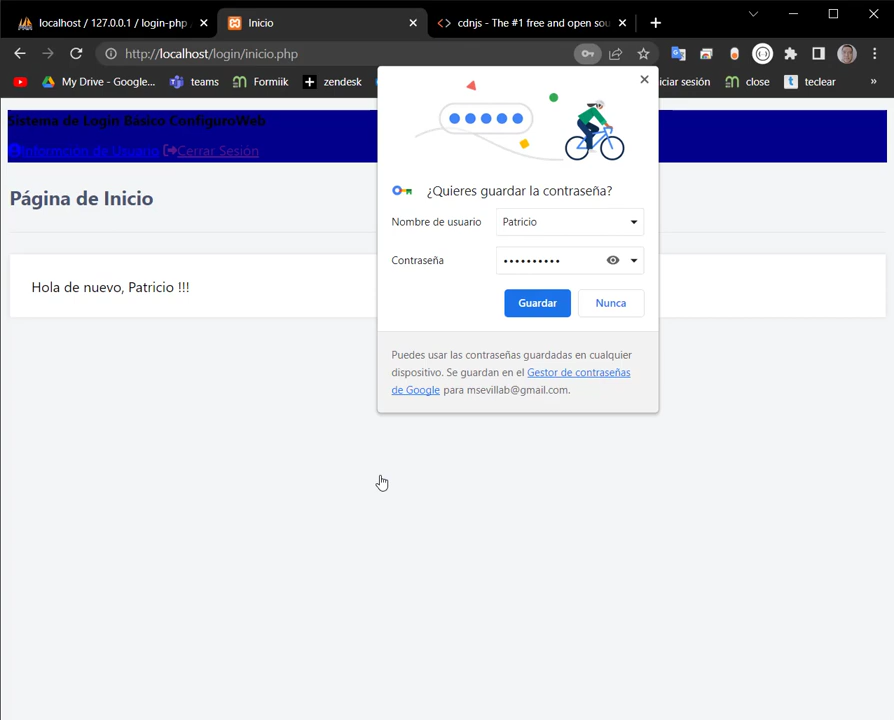 localhost / 127.0.0.1 / login-php
Inicio
cdnjs - The #1 free and open sou
http://localhost/login/inicio.php
My Drive - Google...
teams
Formiik
zendesk
iciar sesión
close
teclear
»
Sistema de Login Básico ConfiguroWeb
Cerrar Sesión
Página de Inicio
Hola de nuevo, Patricio !!!
¿Quieres guardar la contraseña?
Nombre de usuario
Patricio
Contraseña
••••••••••
Guardar
Nunca
Puedes usar las contraseñas guardadas en cualquier
dispositivo. Se guardan en el Gestor de contraseñas
de Google para msevillab@gmail.com.